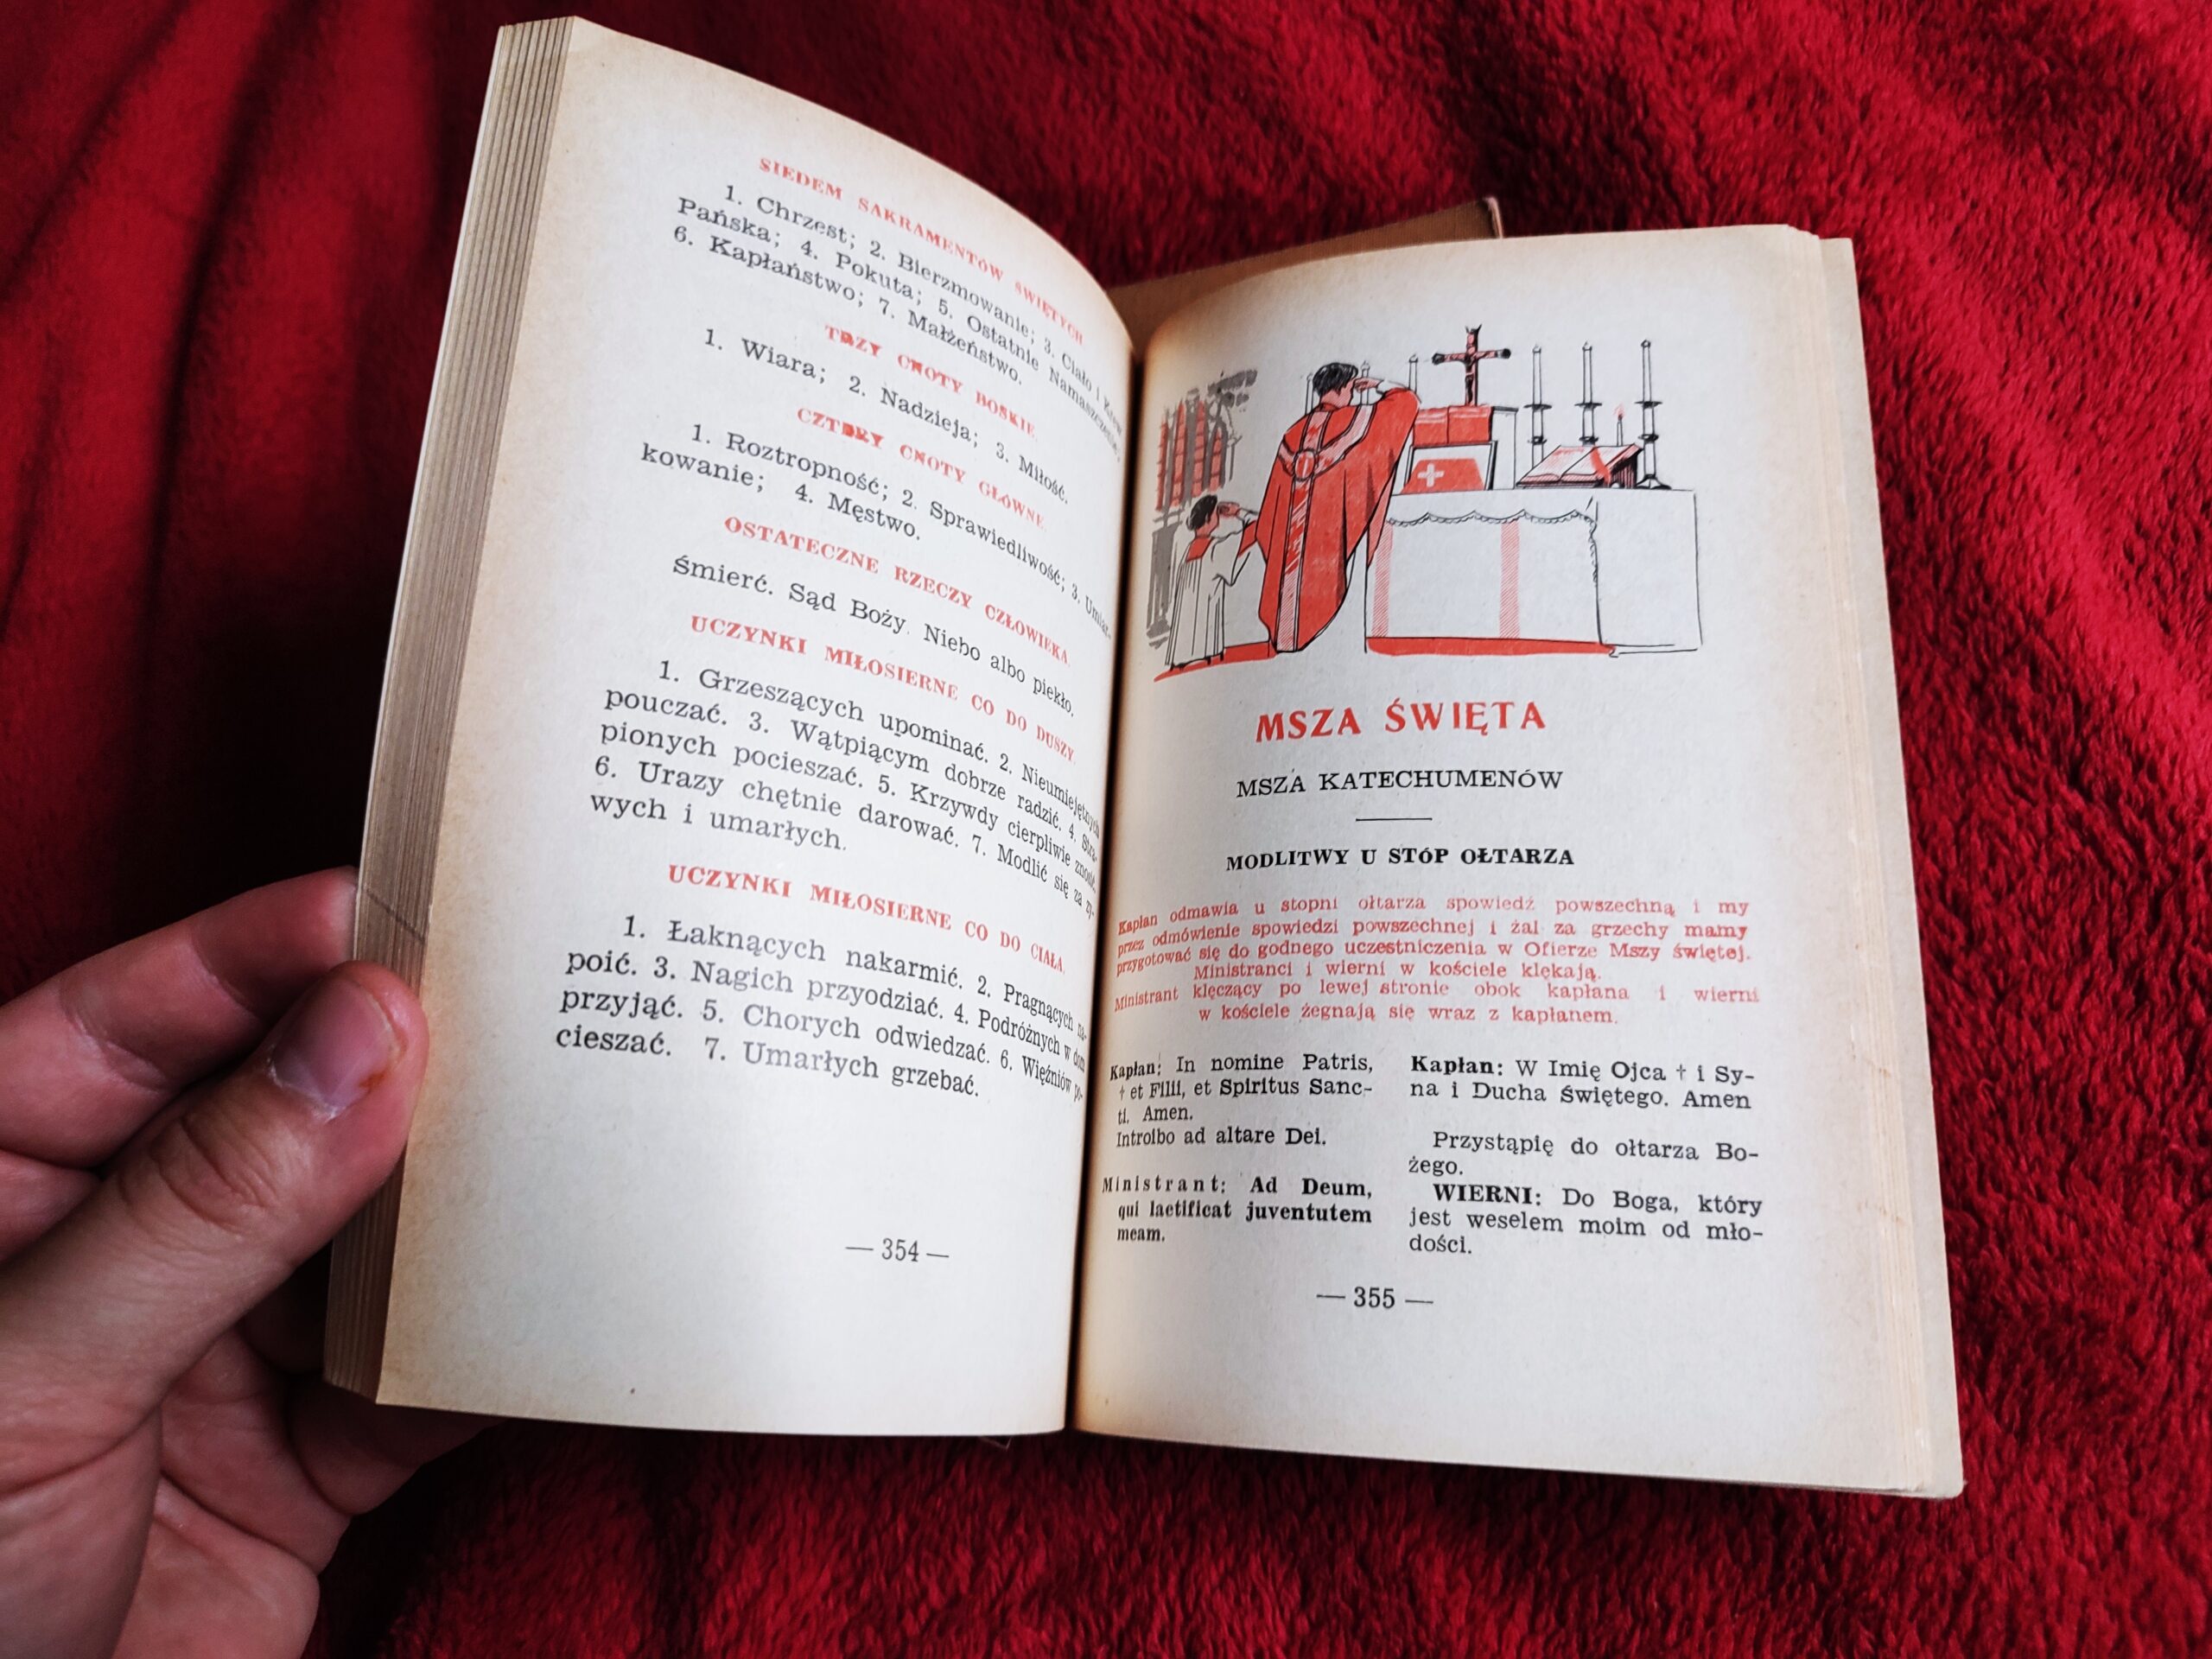 SIEDEM SAKRAMENTÓW ŚWIĘTYCH
1. Chrzest; 2. Bierzmowanie; 3. Ciało i Krew
Pańska; 4. Pokuta; 5. Ostatnie Namaszczenie;
6. Kapłaństwo; 7. Małżeństwo.
TRZY CNOTY BOSKIE
1. Wiara; 2. Nadzieja; 3. Miłość.
CZTERY CNOTY GŁÓWNE
1. Roztropność; 2. Sprawiedliwość; 3. Umiar-
kowanie; 4. Męstwo.
OSTATECZNE RZECZY CZŁOWIEKA
Śmierć. Sąd Boży. Niebo albo piekło.
UCZYNKI MIŁOSIERNE CO DO DUSZY
1. Grzeszących upominać. 2. Nieumiejętnych
pouczać. 3. Wątpiącym dobrze radzić. 4. Stra-
pionych pocieszać. 5. Krzywdy cierpliwie znosić.
6. Urazy chętnie darować. 7. Modlić się za ży-
wych i umarłych.
UCZYNKI MIŁOSIERNE CO DO CIAŁA
1. Łaknących nakarmić. 2. Pragnących na-
poić. 3. Nagich przyodziać. 4. Podróżnych w dom
przyjąć. 5. Chorych odwiedzać. 6. Więźniów po-
cieszać. 7. Umarłych grzebać.
— 354 —
MSZA ŚWIĘTA
MSZA KATECHUMENÓW
MODLITWY U STÓP OŁTARZA
Kapłan odmawia u stopni ołtarza spowiedź powszechną i my
przez odmówienie spowiedzi powszechnej i żal za grzechy mamy
przygotować się do godnego uczestniczenia w Ofierze Mszy świętej.
Ministranci i wierni w kościele klękają.
Ministrant klęczący po lewej stronie obok kapłana i wierni
w kościele żegnają się wraz z kapłanem.
Kapłan: In nomine Patris,
† et Filii, et Spiritus Sanc-
ti. Amen.
Introibo ad altare Dei.
Ministrant: Ad Deum,
qui laetificat juventutem
meam.
Kapłan: W Imię Ojca † i Sy-
na i Ducha Świętego. Amen
Przystąpię do ołtarza Bo-
żego.
WIERNI: Do Boga, który
jest weselem moim od mło-
dości.
— 355 —